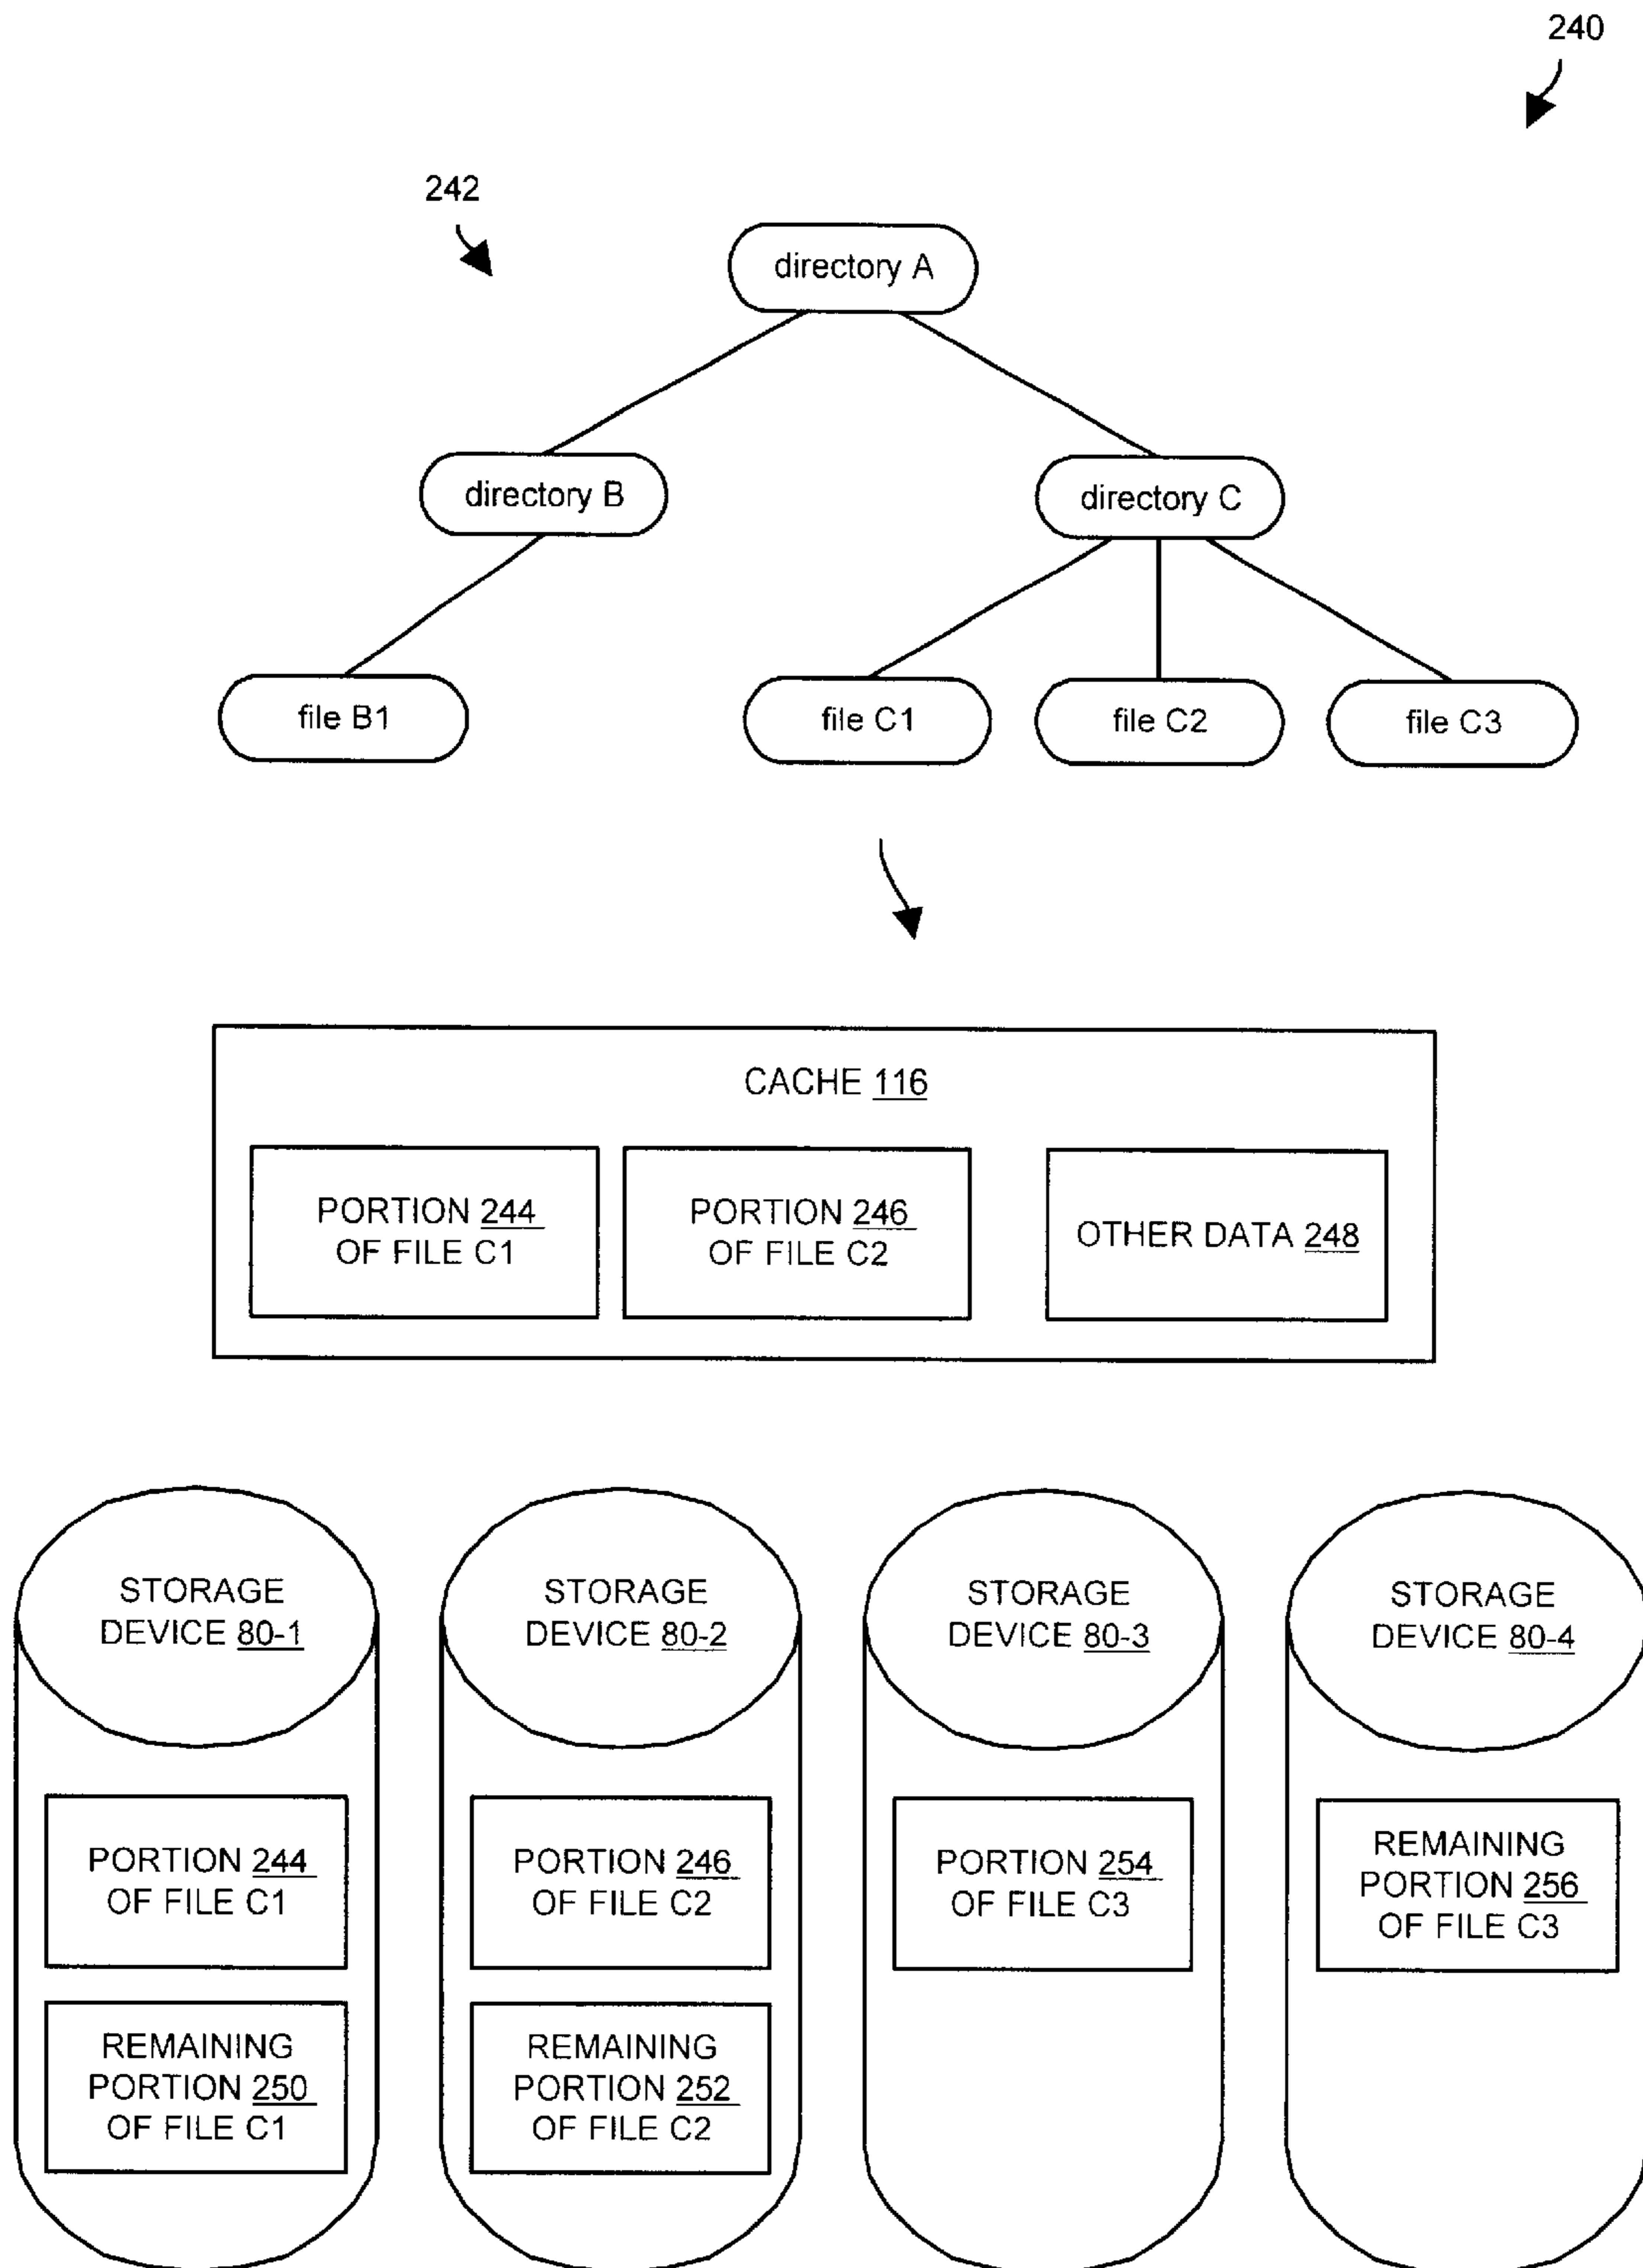 240
242
directory A
directory B
directory C
file B1
file C1
file C2
file C3
CACHE 116
PORTION 244
OF FILE C1
PORTION 246
OF FILE C2
OTHER DATA 248
STORAGE
DEVICE 80-1
STORAGE
DEVICE 80-2
STORAGE
DEVICE 80-3
STORAGE
DEVICE 80-4
PORTION 244
OF FILE C1
PORTION 246
OF FILE C2
PORTION 254
OF FILE C3
REMAINING
PORTION 256
OF FILE C3
REMAINING
PORTION 250
OF FILE C1
REMAINING
PORTION 252
OF FILE C2